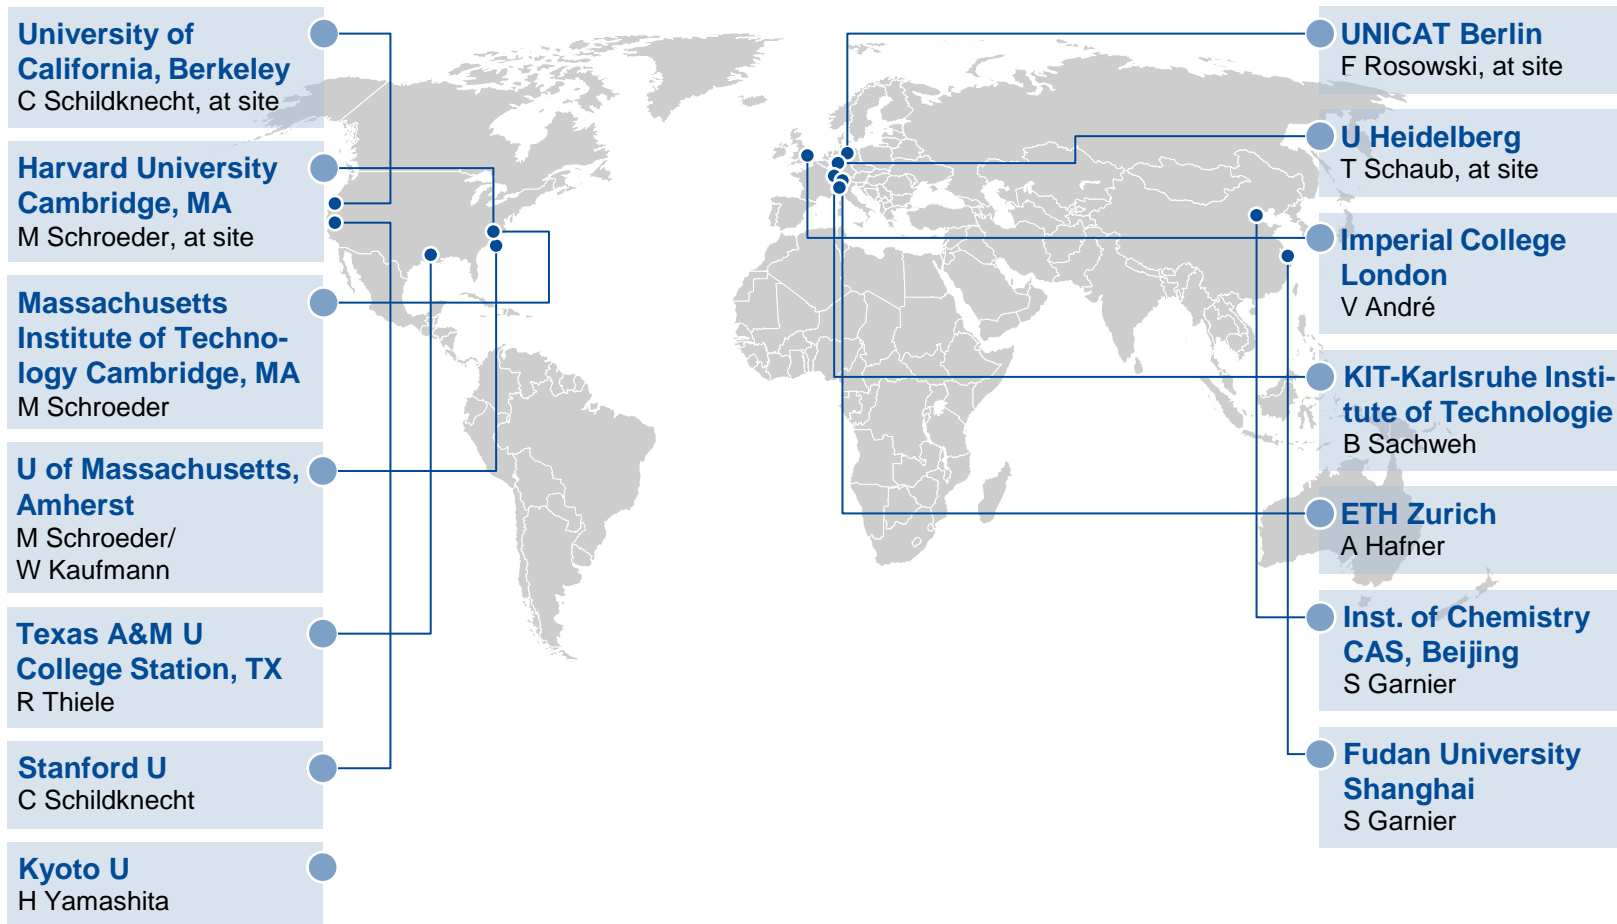 University of
California, Berkeley
C Schildknecht, at site
Harvard University
Cambridge, MA
M Schroeder, at site
Massachusetts
Institute of Techno-
logy Cambridge, MA
M Schroeder
U of Massachusetts,
Amherst
M Schroeder/
W Kaufmann
Texas A&M U
College Station, TX
R Thiele
Stanford U
C Schildknecht
Kyoto U
H Yamashita
UNICAT Berlin
F Rosowski, at site
U Heidelberg
T Schaub, at site
Imperial College
London
V André
KIT-Karlsruhe Insti-
tute of Technologie
B Sachweh
ETH Zurich
A Hafner
Inst. of Chemistry
CAS, Beijing
S Garnier
Fudan University
Shanghai
S Garnier